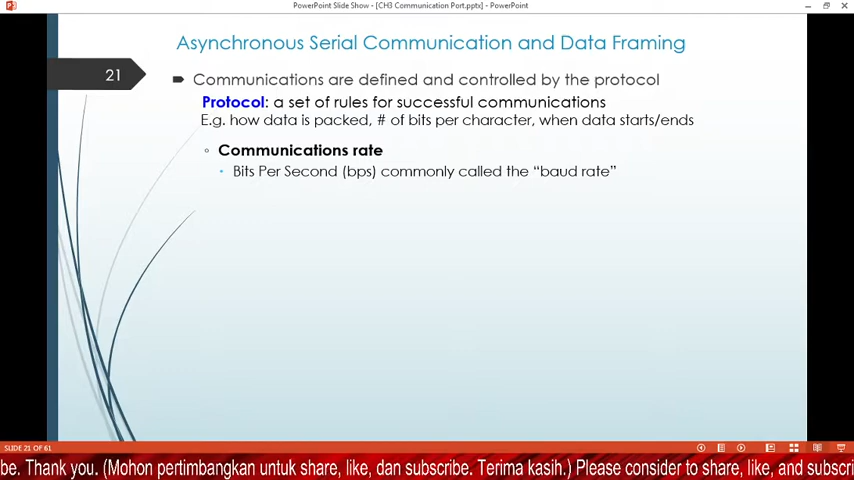 PowerPoint Slide Show - [CH3 Communication Port.pptx] - PowerPoint
Asynchronous Serial Communication and Data Framing
21
Communications are defined and controlled by the protocol
Protocol: a set of rules for successful communications
E.g. how data is packed, # of bits per character, when data starts/ends
Communications rate
Bits Per Second (bps) commonly called the “baud rate”
SLIDE 21 OF 61
be. Thank you. (Mohon pertimbangkan untuk share, like, dan subscribe. Terima kasih.) Please consider to share, like, and subscri